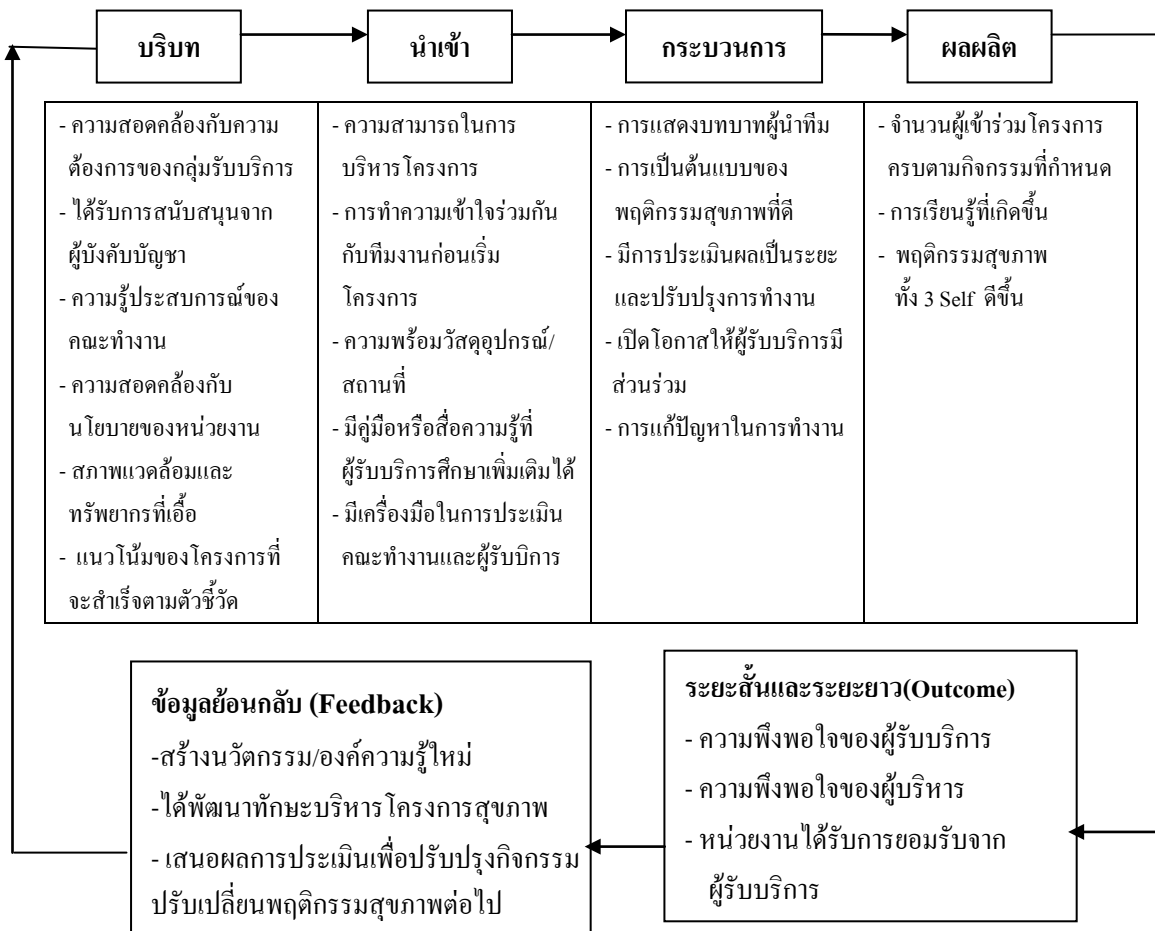 บริบท
นำเข้า
กระบวนการ
ผลผลิต
- ความสอดคล้องกับความ
ต้องการของกลุ่มรับบริการ
- ได้รับการสนับสนุนจาก
ผู้บังคับบัญชา
- ความรู้ประสบการณ์ของ
คณะทำงาน
- ความสอดคล้องกับ
นโยบายของหน่วยงาน
- สภาพแวดล้อมและ
ทรัพยากรที่เอื้อ
- แนวโน้มของโครงการที่
จะสำเร็จตามตัวชี้วัด
- ความสามารถในการ
บริหารโครงการ
- การทำความเข้าใจร่วมกัน
กับทีมงานก่อนเริ่ม
โครงการ
- ความพร้อมวัสดุอุปกรณ์/
สถานที่
- มีคู่มือหรือสื่อความรู้ที่
ผู้รับบริการศึกษาเพิ่มเติมได้
- มีเครื่องมือในการประเมิน
คณะทำงานและผู้รับบิการ
- การแสดงบทบาทผู้นำทีม
- การเป็นต้นแบบของ
พฤติกรรมสุขภาพที่ดี
- มีการประเมินผลเป็นระยะ
และปรับปรุงการทำงาน
- เปิดโอกาสให้ผู้รับบริการมี
ส่วนร่วม
- การแก้ปัญหาในการทำงาน
- จำนวนผู้เข้าร่วมโครงการ
ครบตามกิจกรรมที่กำหนด
- การเรียนรู้ที่เกิดขึ้น
- พฤติกรรมสุขภาพ
ทั้ง 3 Self ดีขึ้น
ข้อมูลย้อนกลับ (Feedback)
-สร้างนวัตกรรม/องค์ความรู้ใหม่
-ได้พัฒนาทักษะบริหารโครงการสุขภาพ
- เสนอผลการประเมินเพื่อปรับปรุงกิจกรรม
ปรับเปลี่ยนพฤติกรรมสุขภาพต่อไป
ระยะสั้นและระยะยาว(Outcome)
- ความพึงพอใจของผู้รับบริการ
- ความพึงพอใจของผู้บริหาร
- หน่วยงานได้รับการยอมรับจาก
ผู้รับบริการ